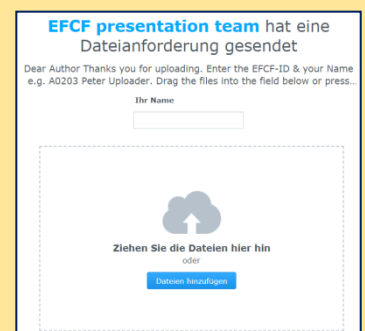 EFCF presentation team hat eine
Dateianforderung gesendet
Dear Author Thanks you for uploading. Enter the EFCF-ID & your Name
e.g. A0203 Peter Uploader. Drag the files into the field below or press...
Ihr Name
Ziehen Sie die Dateien hier hin
oder
Dateien hinzufügen